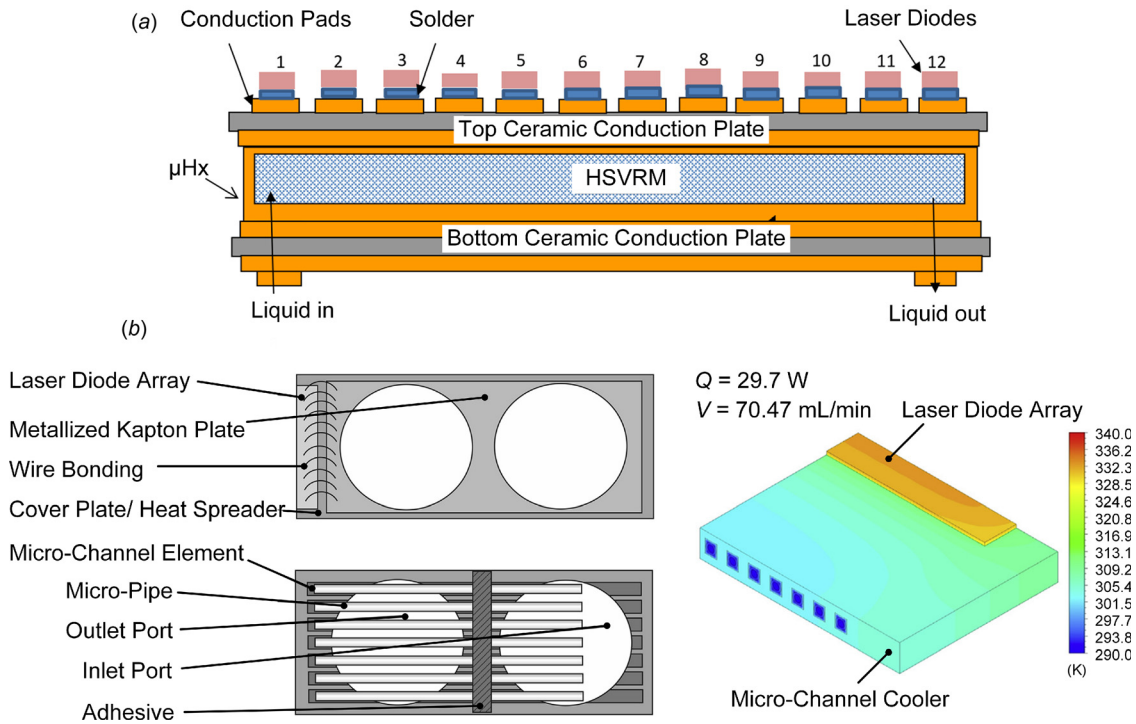 (a)
Conduction Pads
Solder
Laser Diodes
1 2 3 4 5 6 7 8 9 10 11 12
Top Ceramic Conduction Plate
µHx
HSVRM
Bottom Ceramic Conduction Plate
Liquid in
Liquid out
(b)
Laser Diode Array
Metallized Kapton Plate
Wire Bonding
Cover Plate/ Heat Spreader
Micro-Channel Element
Micro-Pipe
Outlet Port
Inlet Port
Adhesive
Q = 29.7 W
V = 70.47 mL/min
Laser Diode Array
340.0
336.2
332.3
328.5
324.6
320.8
316.9
313.1
309.2
305.4
301.5
297.7
293.8
290.0
(K)
Micro-Channel Cooler